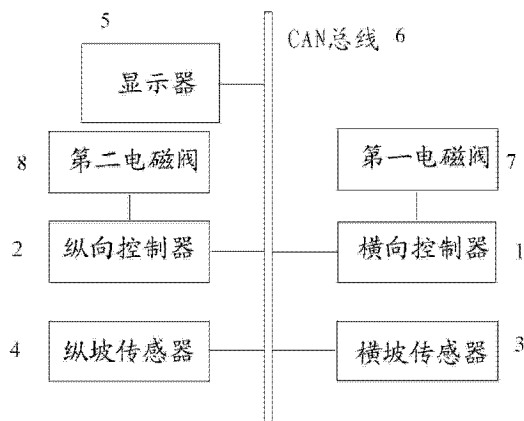 5
CAN总线 6
显示器
8 第二电磁阀
第一电磁阀 7
2 纵向控制器
横向控制器 1
4 纵坡传感器
横坡传感器 3